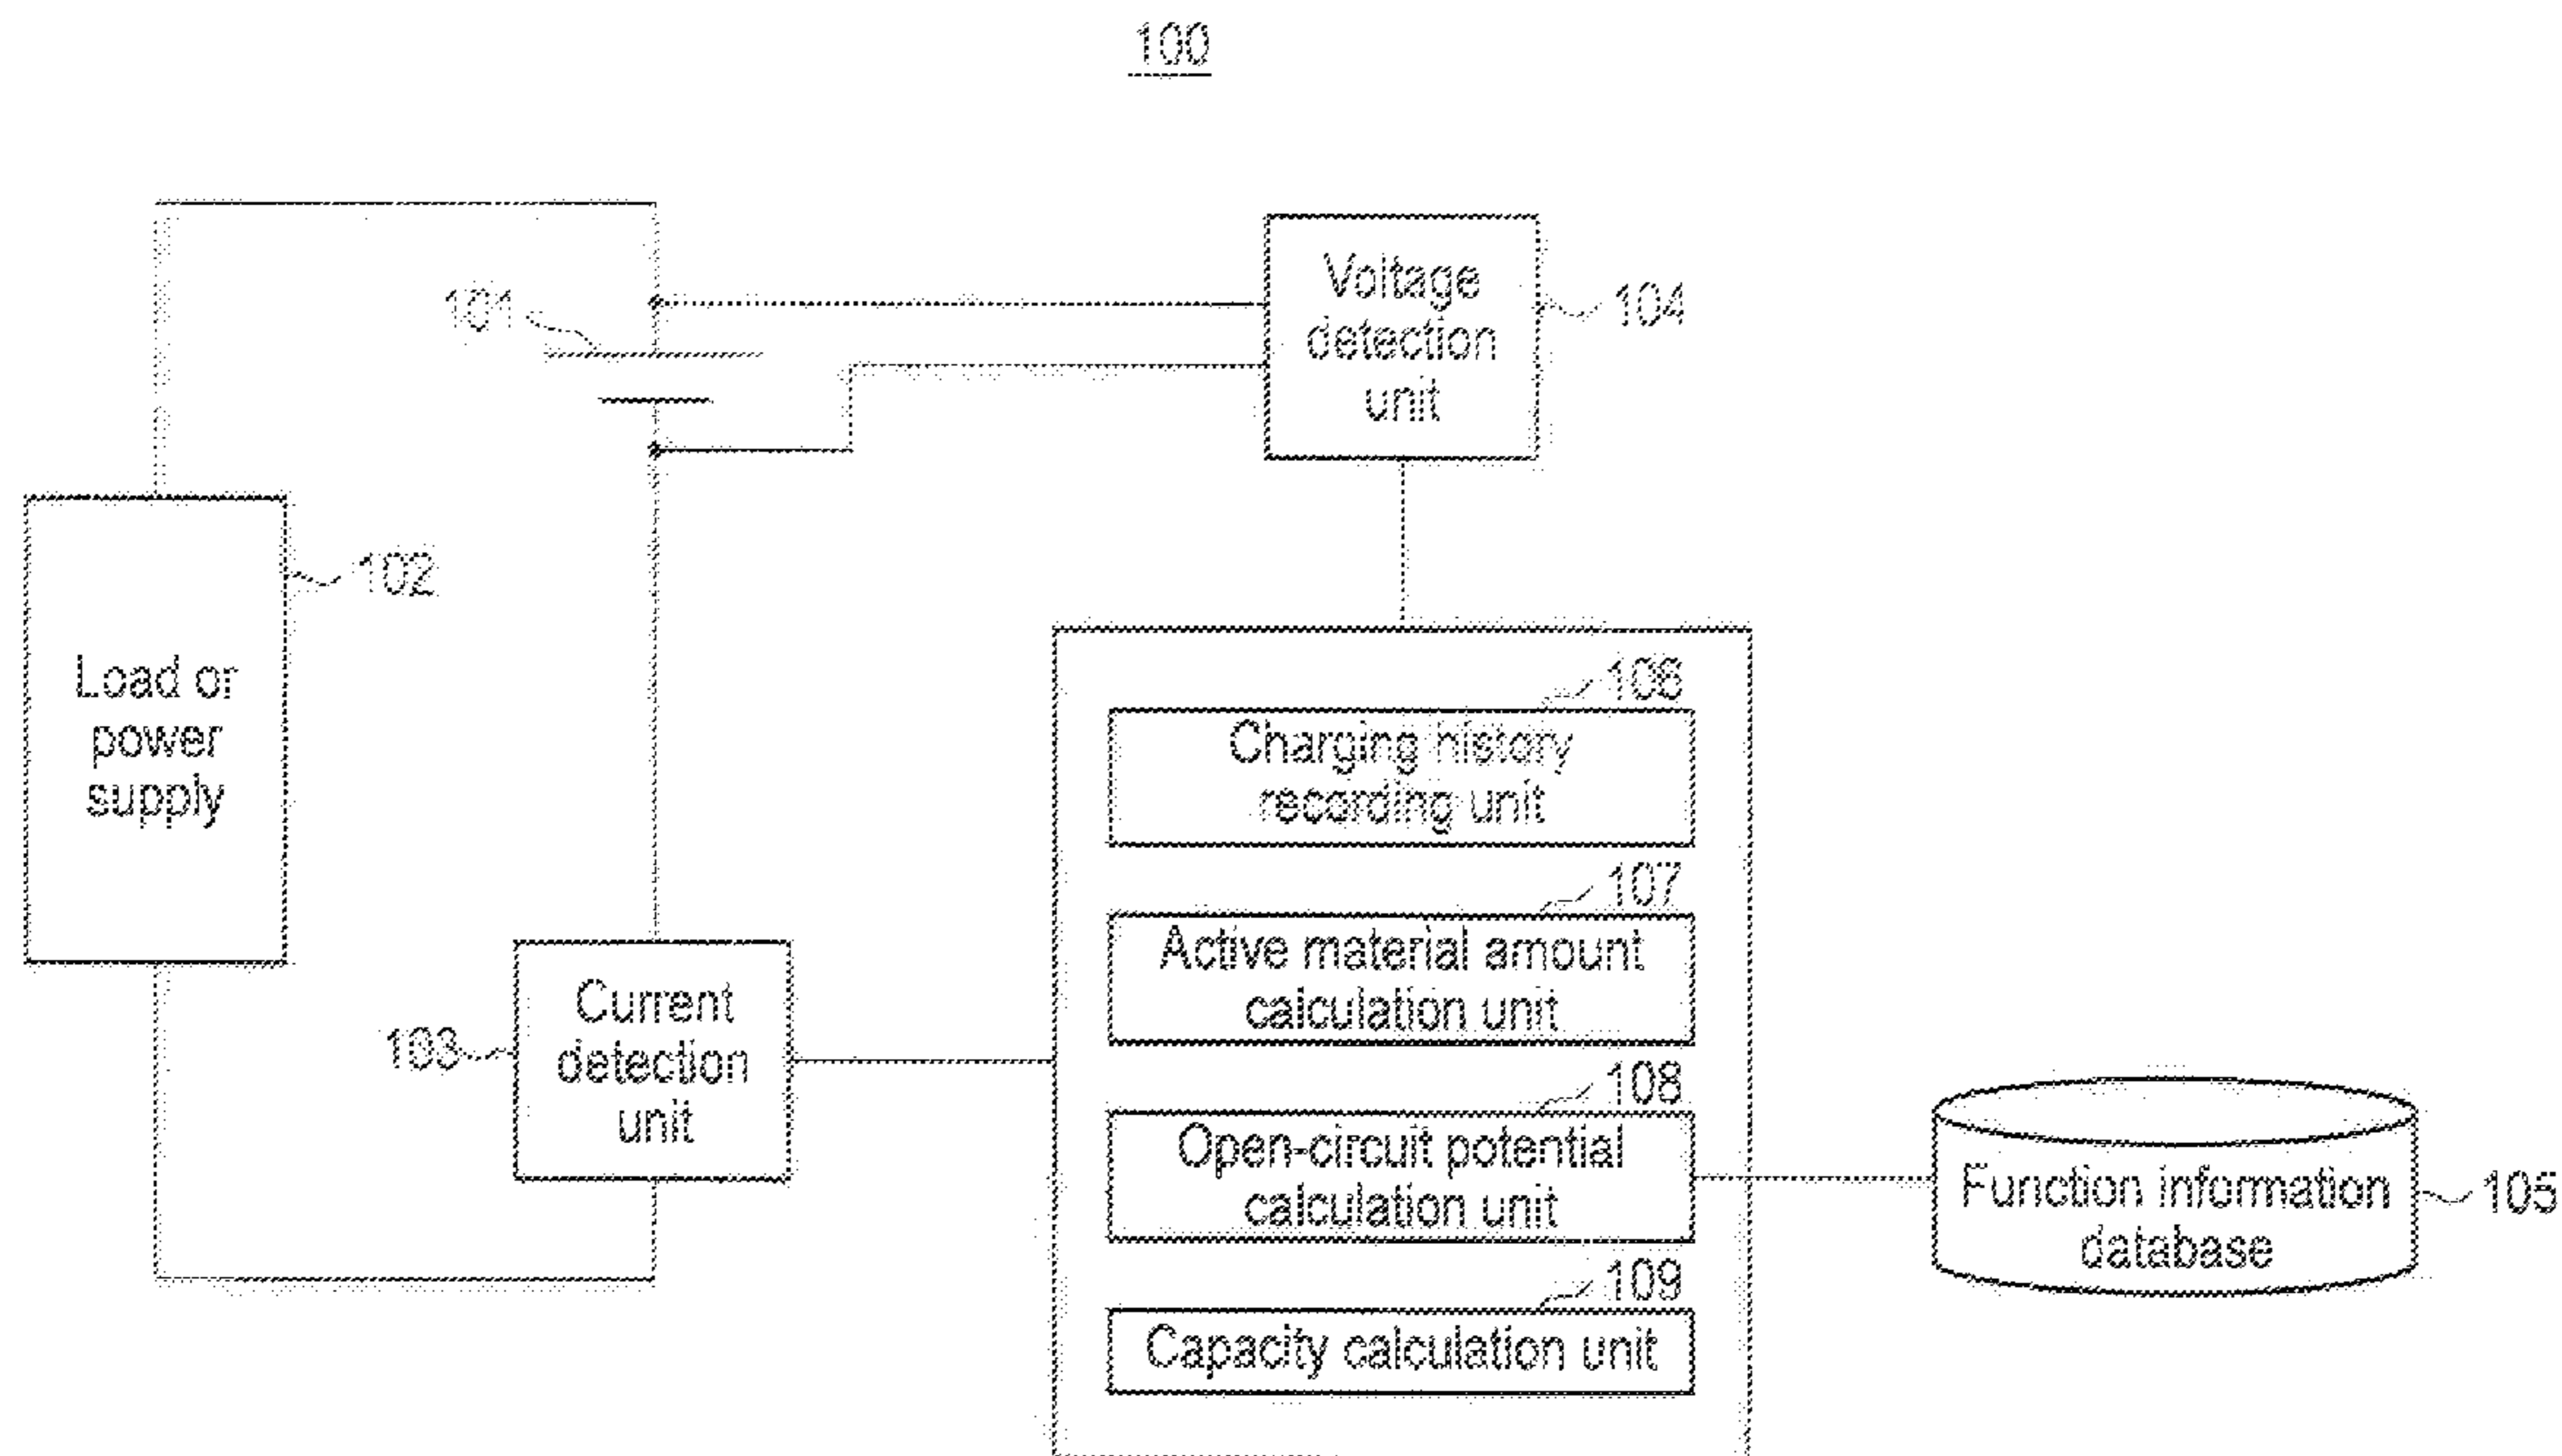 100
101
Voltage
detection
unit
104
102
Load or
power
supply
106
Charging history
recording unit
107
Active material amount
calculation unit
103
Current
detection
unit
108
Open-circuit potential
calculation unit
Function information
database
105
109
Capacity calculation unit